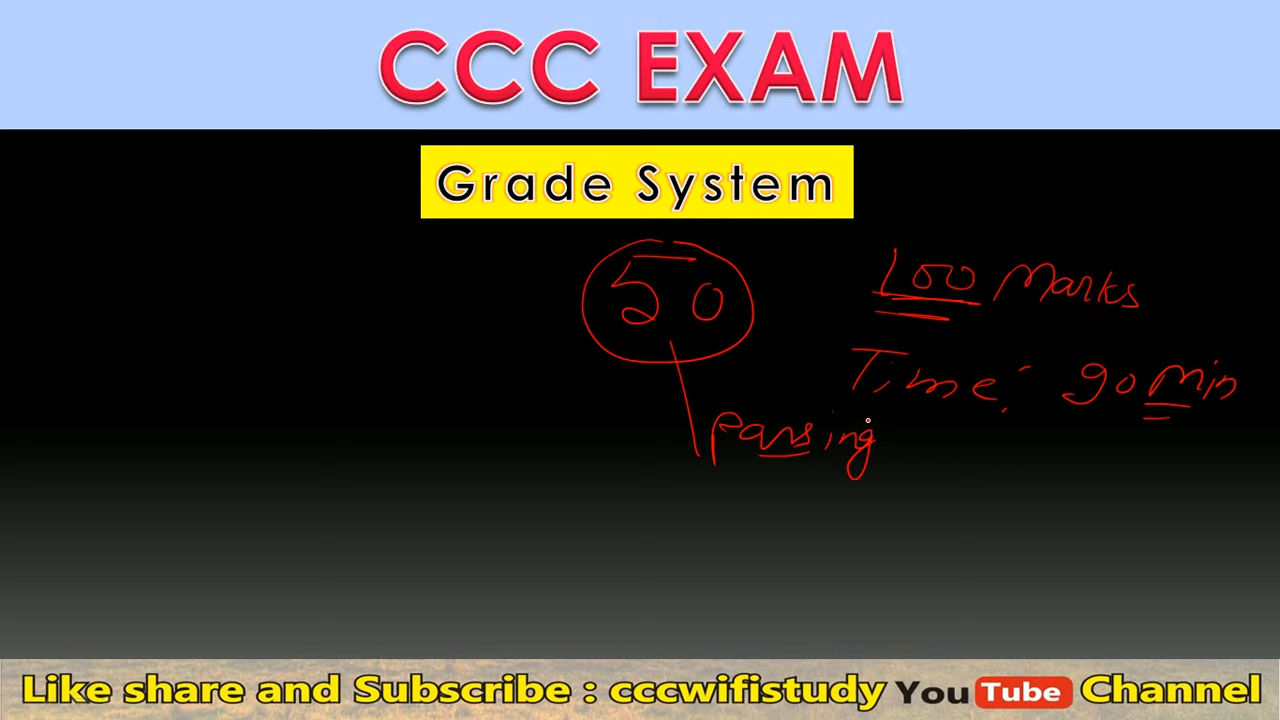 CCC EXAM
Grade System
50
100 Marks
Time: 90 Min
passing
Like share and Subscribe : cccwifistudy YouTube Channel